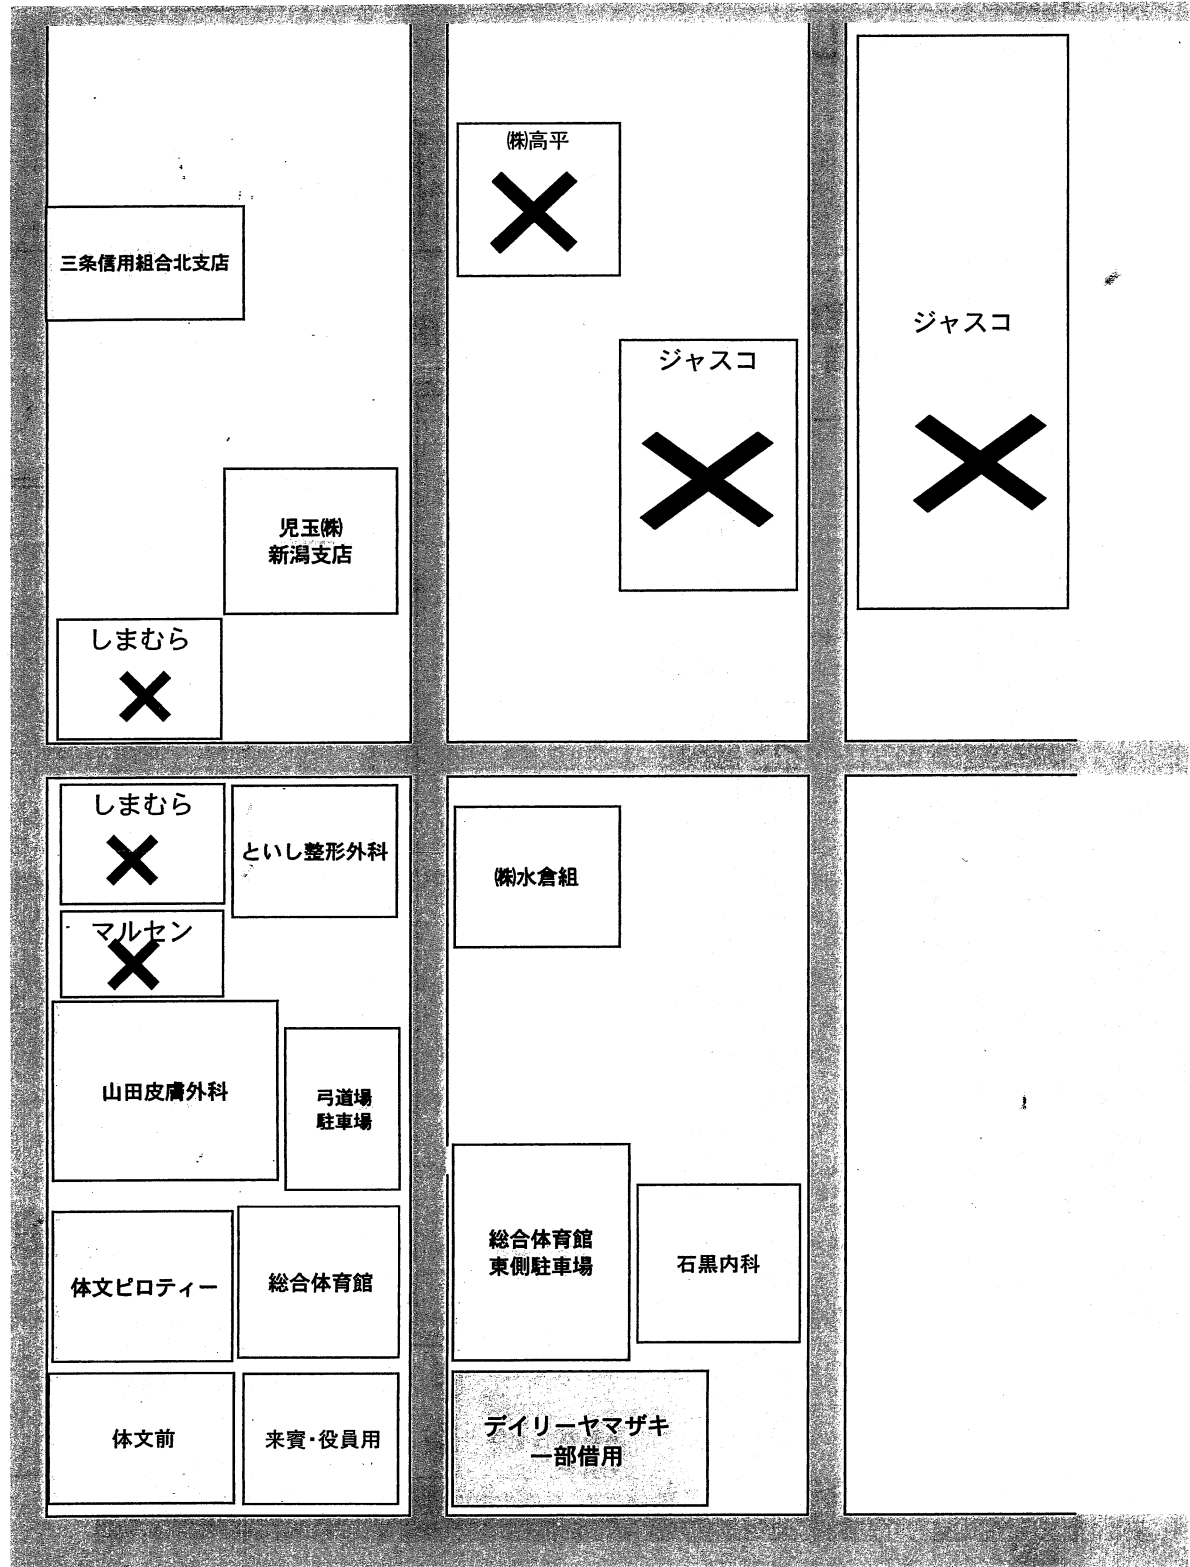 三条信用組合北支店
児玉㈱
新潟支店
しまむら
㈱高平
ジャスコ
ジャスコ
しまむら
といし整形外科
マルセン
山田皮膚外科
弓道場
駐車場
体文ピロティー
総合体育館
体文前
来賓・役員用
㈱水倉組
総合体育館
東側駐車場
石黒内科
デイリーヤマザキ
一部借用